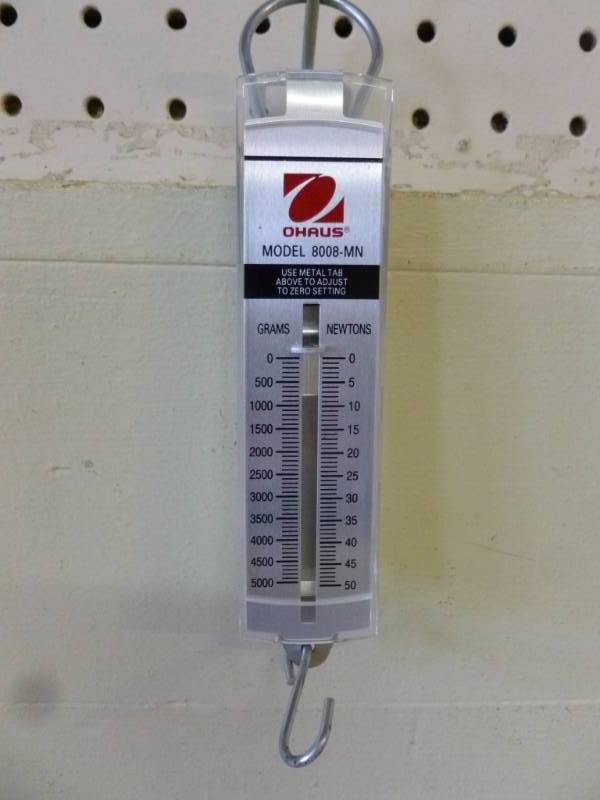 OHAUS®
MODEL 8008-MN
USE METAL TAB
ABOVE TO ADJUST
TO ZERO SETTING
GRAMS NEWTONS
0 0
500 5
1000 10
1500 15
2000 20
2500 25
3000 30
3500 35
4000 40
4500 45
5000 50